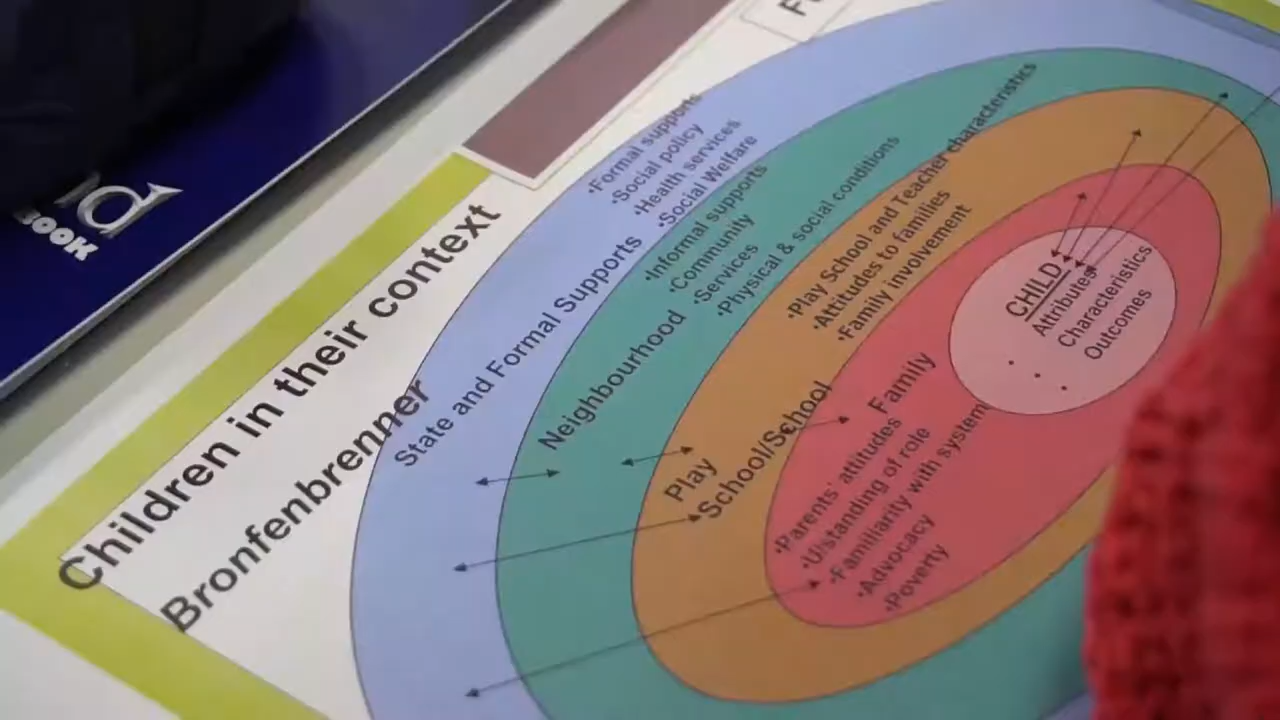 BOOK
Children in their context
Bronfenbrenner
State and Formal Supports
•Formal supports
•Social policy
•Health services
•Social Welfare
Neighbourhood
•Informal supports
•Community
•Services
•Physical & social conditions
Play
School/School
•Play School and Teacher characteristics
•Attitudes to families
•Family involvement
Family
•Parents' attitudes
•U/standing of role
•Familiarity with system
•Advocacy
•Poverty
CHILD
Attributes
Characteristics
Outcomes